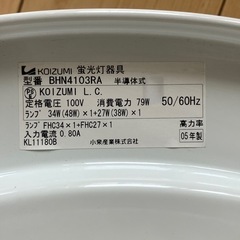 KOIZUMI 蛍光灯器具
型番 BHN4103RA 半導体式
PS E KOIZUMI L.C.
定格電圧 100V 消費電力 79W 50/60Hz
ランプ 34W(48W)×1+27W(38W)×1
ランプ FHC34×1+FHC27×1
入力電流 0.80A 高力率
KL11180B 小泉産業株式会社 05年製